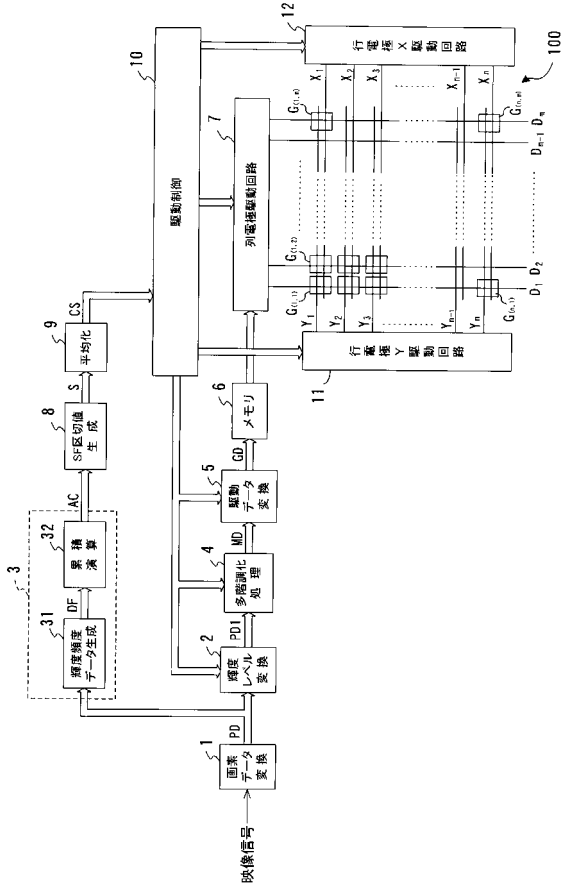 映像信号
1
画素
データ
変換
PD
3
31
輝度頻度
データ生成
DF
32
累積
演算
AC
8
SF区切値
生成
S
9
平均化
CS
10
駆動制御
2
輝度
レベル
変換
PD1
4
多階調化
処理
MD
5
駆動
データ
変換
GD
6
メモリ
7
列電極駆動回路
11
行電極Y駆動回路
12
行電極X駆動回路
Y1
Y2
Y3
Yn-1
Yn
X1
X2
X3
Xn-1
Xn
G(1,1)
G(1,2)
G(1,m)
G(n,1)
G(n,m)
D1
D2
Dm-1
Dm
100